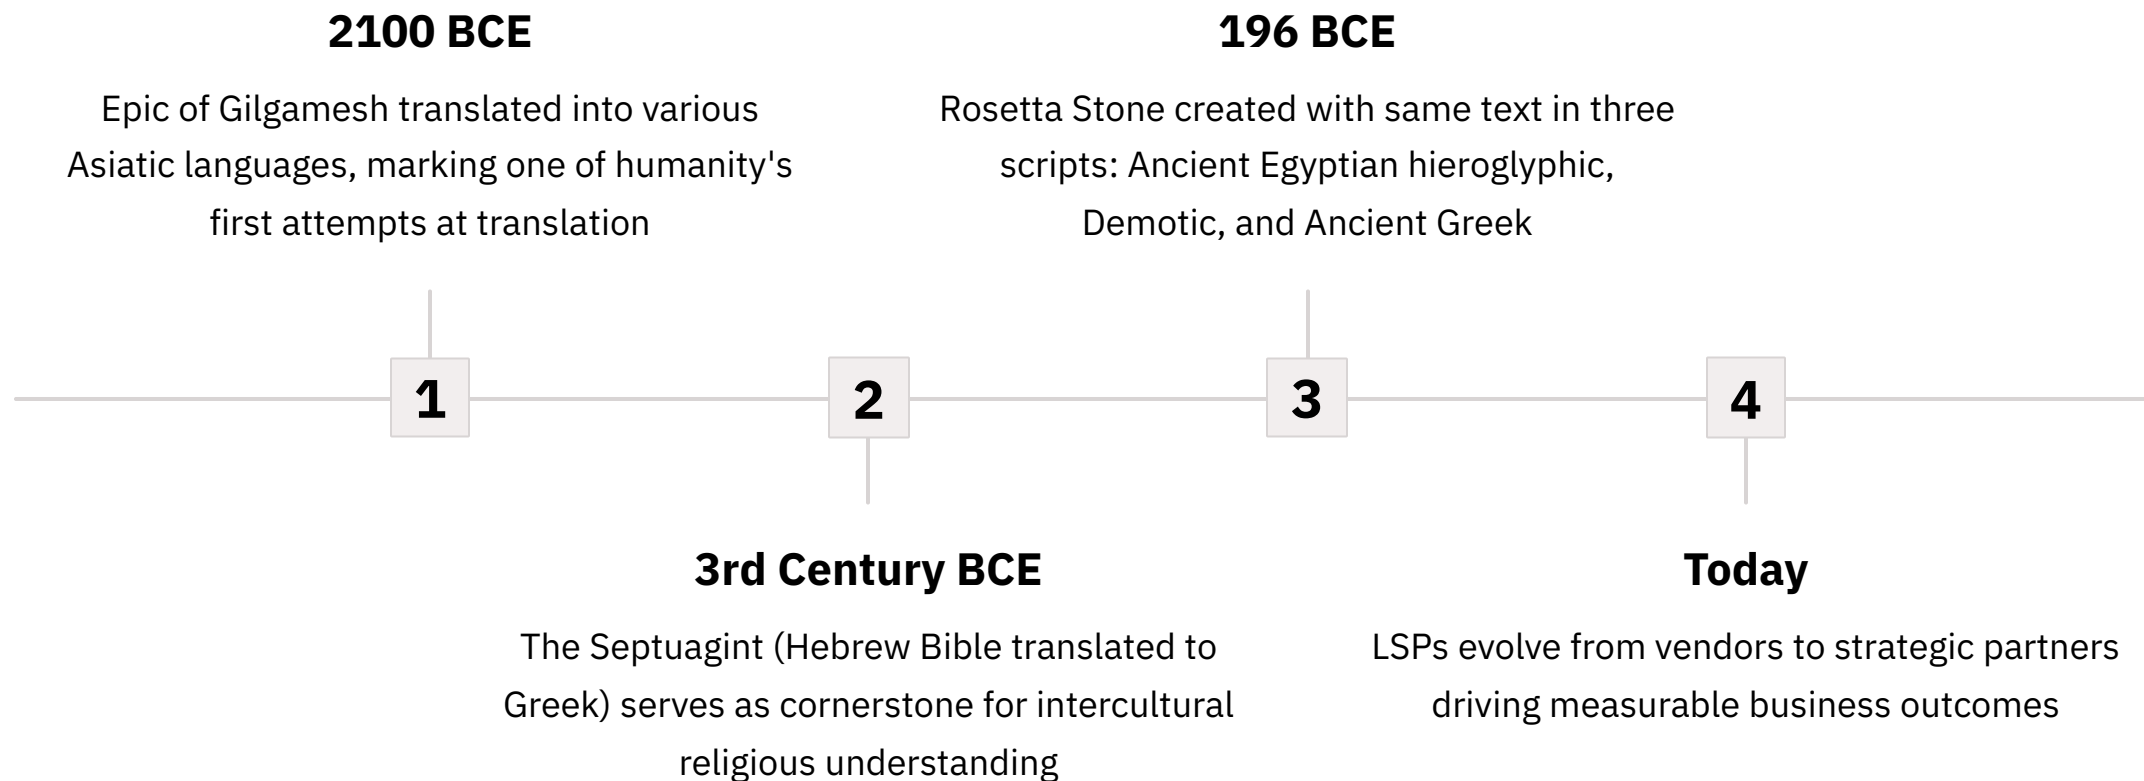 2100 BCE
Epic of Gilgamesh translated into various
Asiatic languages, marking one of humanity's
first attempts at translation
196 BCE
Rosetta Stone created with same text in three
scripts: Ancient Egyptian hieroglyphic,
Demotic, and Ancient Greek
1
2
3
4
3rd Century BCE
The Septuagint (Hebrew Bible translated to
Greek) serves as cornerstone for intercultural
religious understanding
Today
LSPs evolve from vendors to strategic partners
driving measurable business outcomes